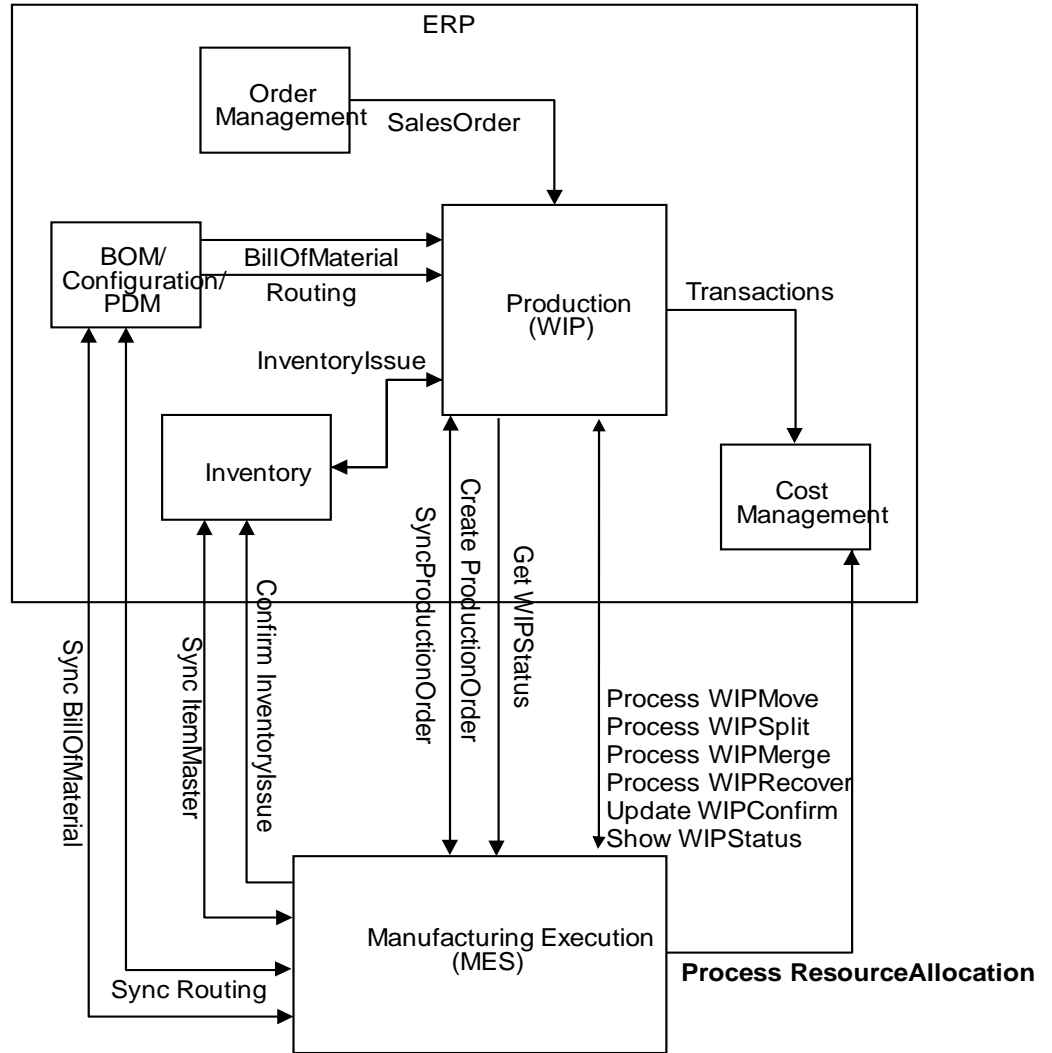 ERP
Order
Management
SalesOrder
BOM/
Configuration/
PDM
BillOfMaterial
Routing
Production
(WIP)
Transactions
InventoryIssue
Inventory
Cost
Management
Sync BillOfMaterial
Sync ItemMaster
Confirm InventoryIssue
SyncProductionOrder
Create ProductionOrder
Get WIPStatus
Process WIPMove
Process WIPSplit
Process WIPMerge
Process WIPRecover
Update WIPConfirm
Show WIPStatus
Manufacturing Execution
(MES)
Sync Routing
Process ResourceAllocation